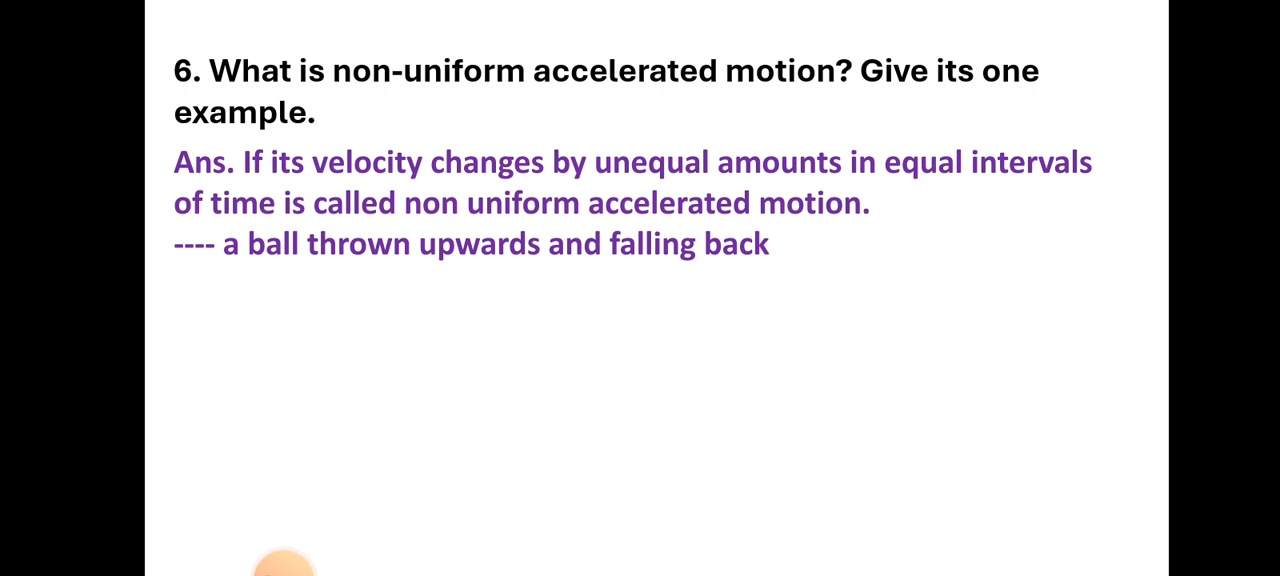 6. What is non-uniform accelerated motion? Give its one
example.
Ans. If its velocity changes by unequal amounts in equal intervals
of time is called non uniform accelerated motion.
---- a ball thrown upwards and falling back